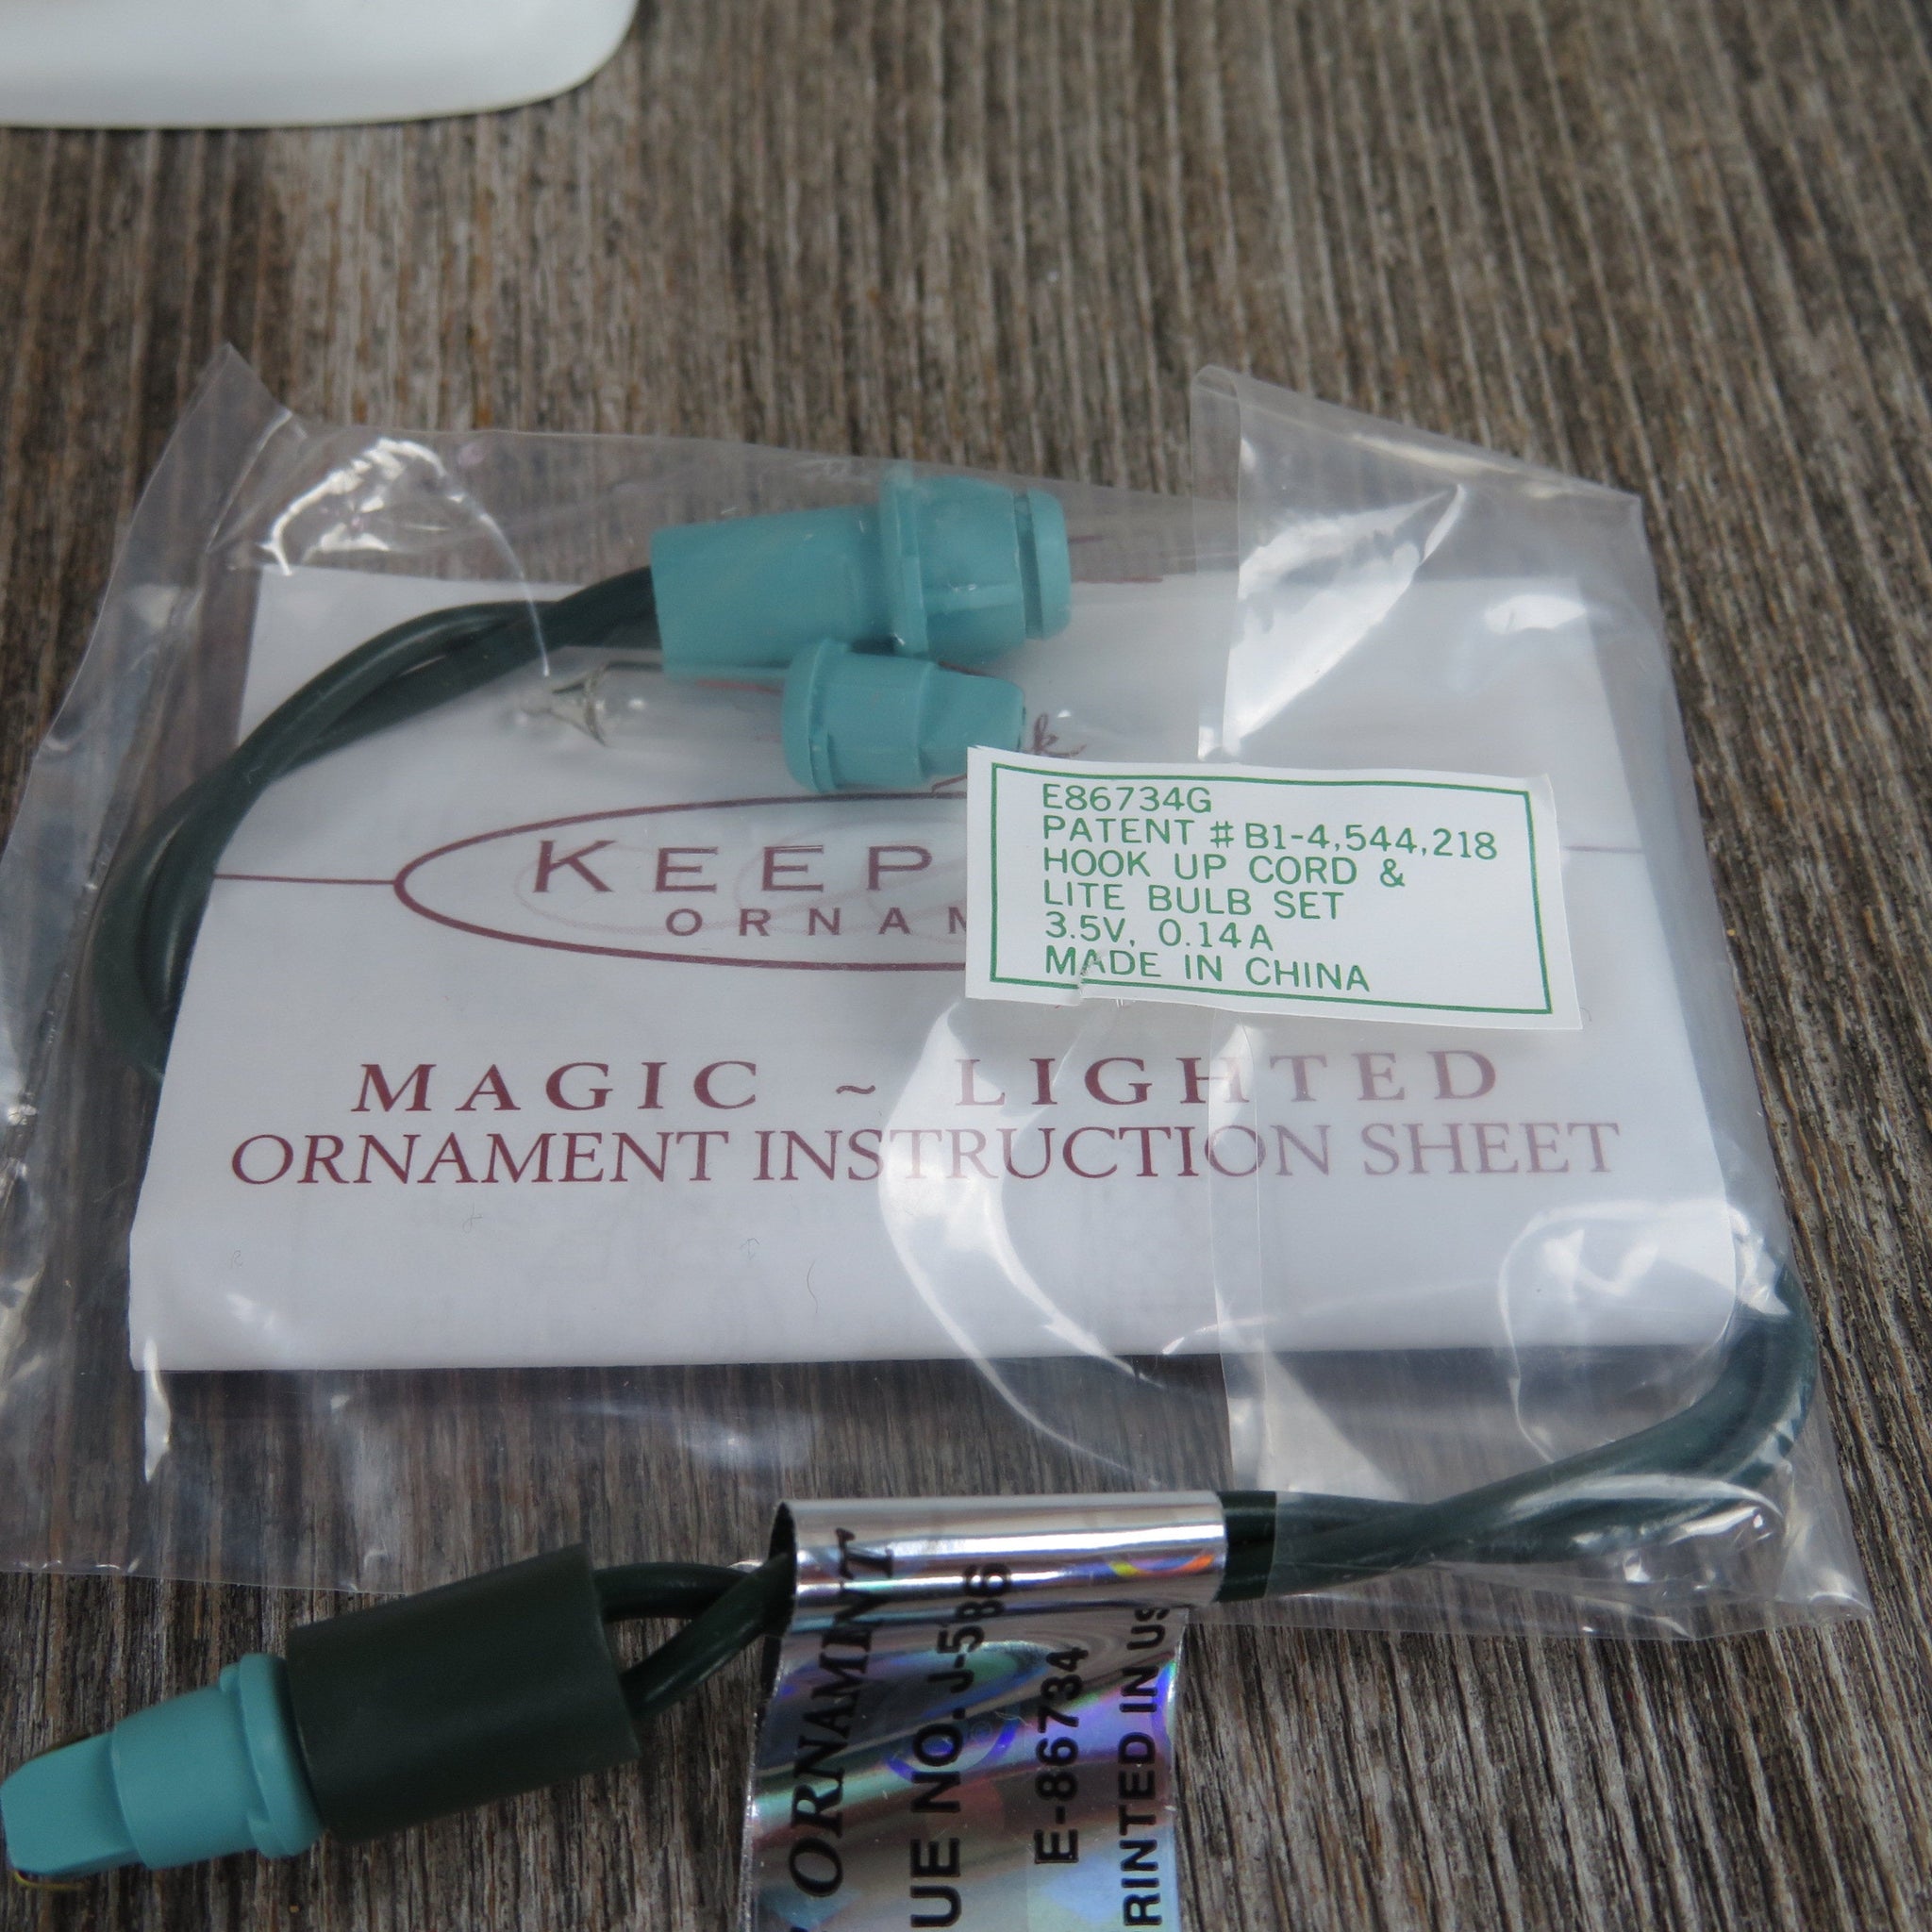 k
KEEP
ORNAM
E86734G
PATENT # B1-4,544,218
HOOK UP CORD &
LITE BULB SET
3.5V, 0.14A
MADE IN CHINA
MAGIC ~ LIGHTED
ORNAMENT INSTRUCTION SHEET
ORNAMENT
UE NO. J-586
E-86734
RINTED IN US